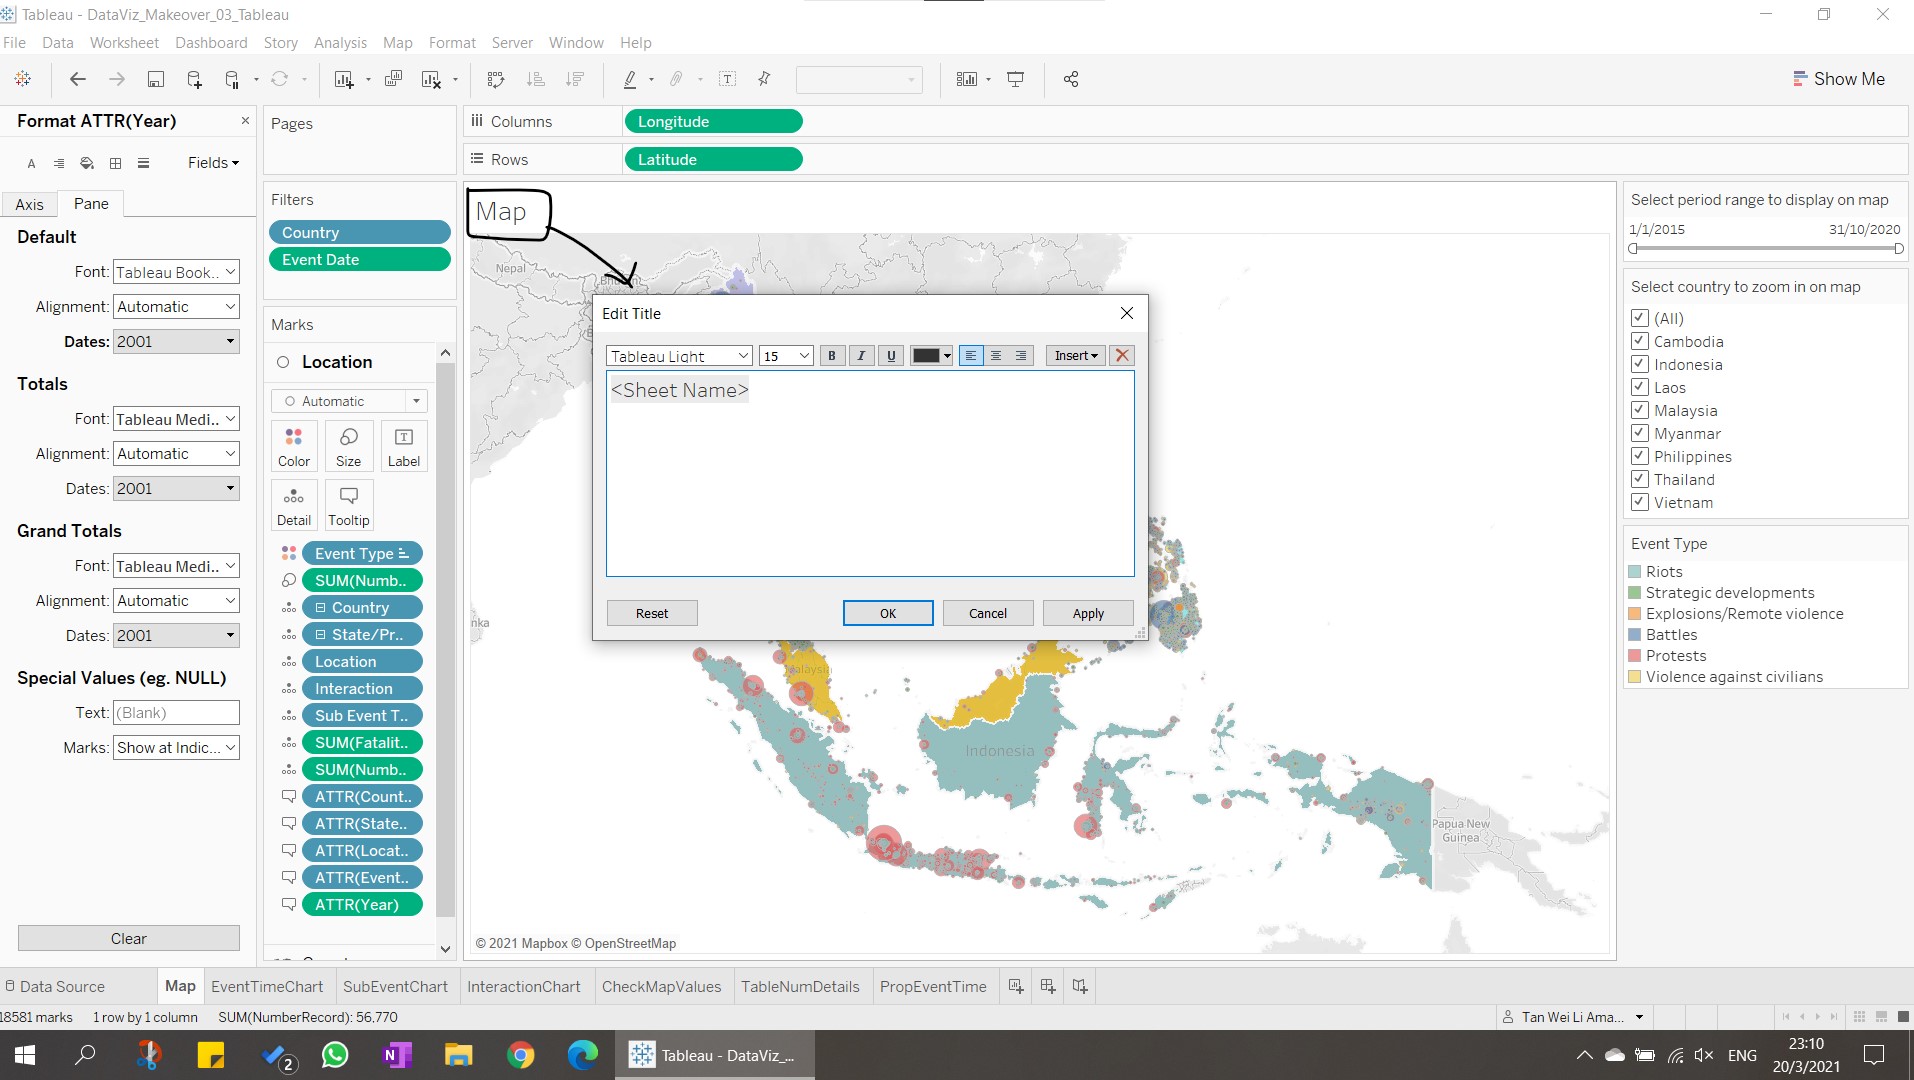 Tableau - DataViz_Makeover_03_Tableau
File Data Worksheet Dashboard Story Analysis Map Format Server Window Help
Show Me
Format ATTR(Year)
Fields
Axis Pane
Default
Font: Tableau Book..
Alignment: Automatic
Dates: 2001
Totals
Font: Tableau Medi..
Alignment: Automatic
Dates: 2001
Grand Totals
Font: Tableau Medi..
Alignment: Automatic
Dates: 2001
Special Values (eg. NULL)
Text: (Blank)
Marks: Show at Indic...
Clear
Pages
Filters
Country
Event Date
Marks
Location
Automatic
Color Size Label
Detail Tooltip
Event Type
SUM(Numb..
Country
State/Pr..
Location
Interaction
Sub Event T..
SUM(Fatalit..
SUM(Numb..
ATTR(Count..
ATTR(State..
ATTR(Locat..
ATTR(Event..
ATTR(Year)
Columns Longitude
Rows Latitude
Map
Nepal
Edit Title
Tableau Light 15 B I U Insert
<Sheet Name>
Reset OK Cancel Apply
nka
Malaysia
Indonesia
Papua New
Guinea
© 2021 Mapbox © OpenStreetMap
Select period range to display on map
1/1/2015 31/10/2020
Select country to zoom in on map
(All)
Cambodia
Indonesia
Laos
Malaysia
Myanmar
Philippines
Thailand
Vietnam
Event Type
Riots
Strategic developments
Explosions/Remote violence
Battles
Protests
Violence against civilians
Data Source Map EventTimeChart SubEventChart InteractionChart CheckMapValues TableNumDetails PropEventTime
18581 marks 1 row by 1 column SUM(NumberRecord): 56,770
Tan Wei Li Ama...
2
Tableau - DataViz_...
ENG
23:10
20/3/2021